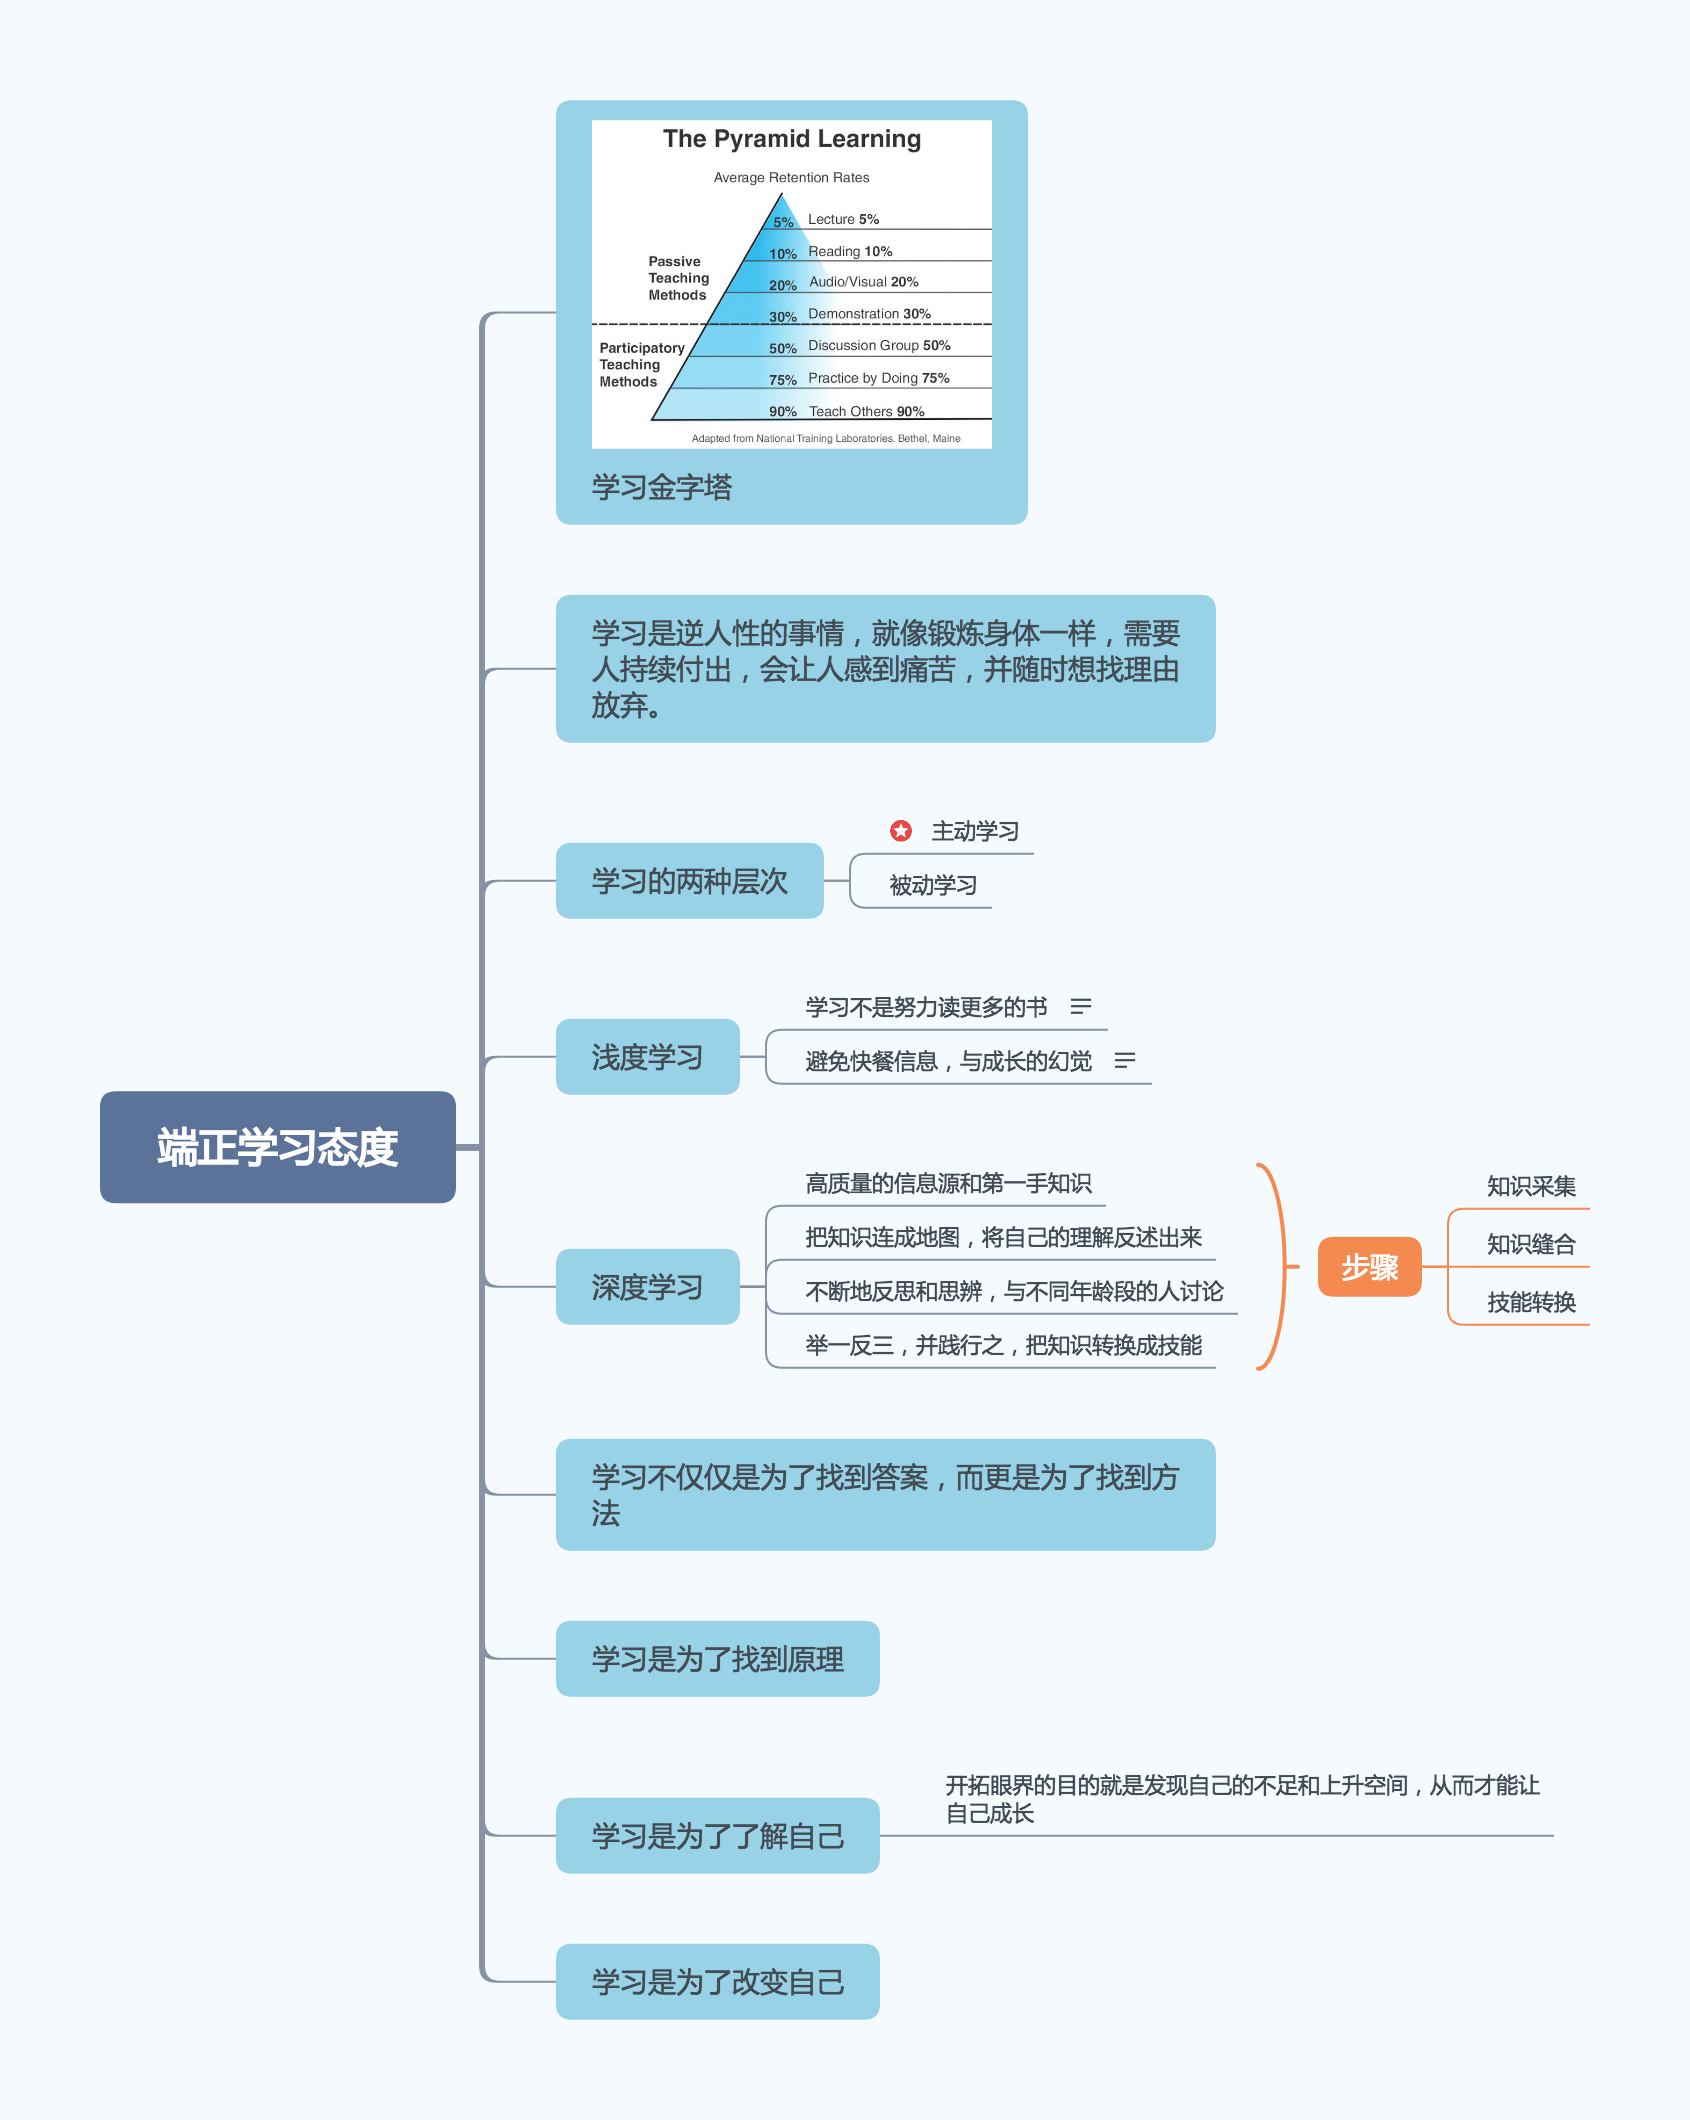 The Pyramid Learning
Average Retention Rates
5% Lecture 5%
10% Reading 10%
Passive
Teaching
Methods
20% Audio/Visual 20%
30% Demonstration 30%
Participatory
Teaching
Methods
50% Discussion Group 50%
75% Practice by Doing 75%
90% Teach Others 90%
Adapted from National Training Laboratories. Bethel, Maine
学习金字塔
学习是逆人性的事情，就像锻炼身体一样，需要
人持续付出，会让人感到痛苦，并随时想找理由
放弃。
学习的两种层次
主动学习
被动学习
浅度学习
学习不是努力读更多的书
避免快餐信息，与成长的幻觉
端正学习态度
深度学习
高质量的信息源和第一手知识
把知识连成地图，将自己的理解反述出来
不断地反思和思辨，与不同年龄段的人讨论
举一反三，并践行之，把知识转换成技能
步骤
知识采集
知识缝合
技能转换
学习不仅仅是为了找到答案，而更是为了找到方
法
学习是为了找到原理
学习是为了了解自己
开拓眼界的目的就是发现自己的不足和上升空间，从而才能让
自己成长
学习是为了改变自己